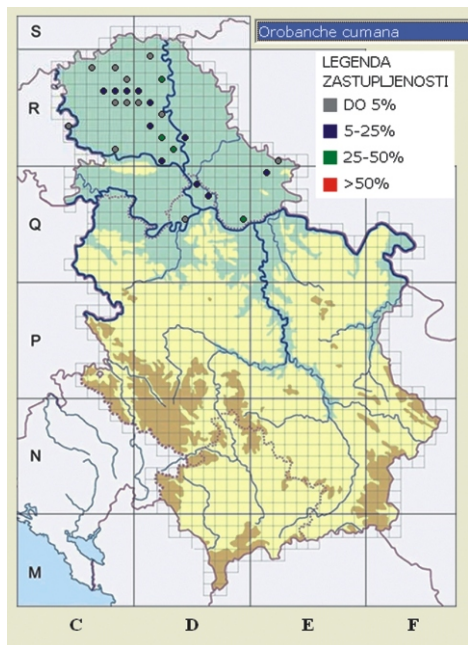 Orobanche cumana
LEGENDA
ZASTUPLJENOSTI
DO 5%
5-25%
25-50%
>50%
S
R
Q
P
N
M
C D E F